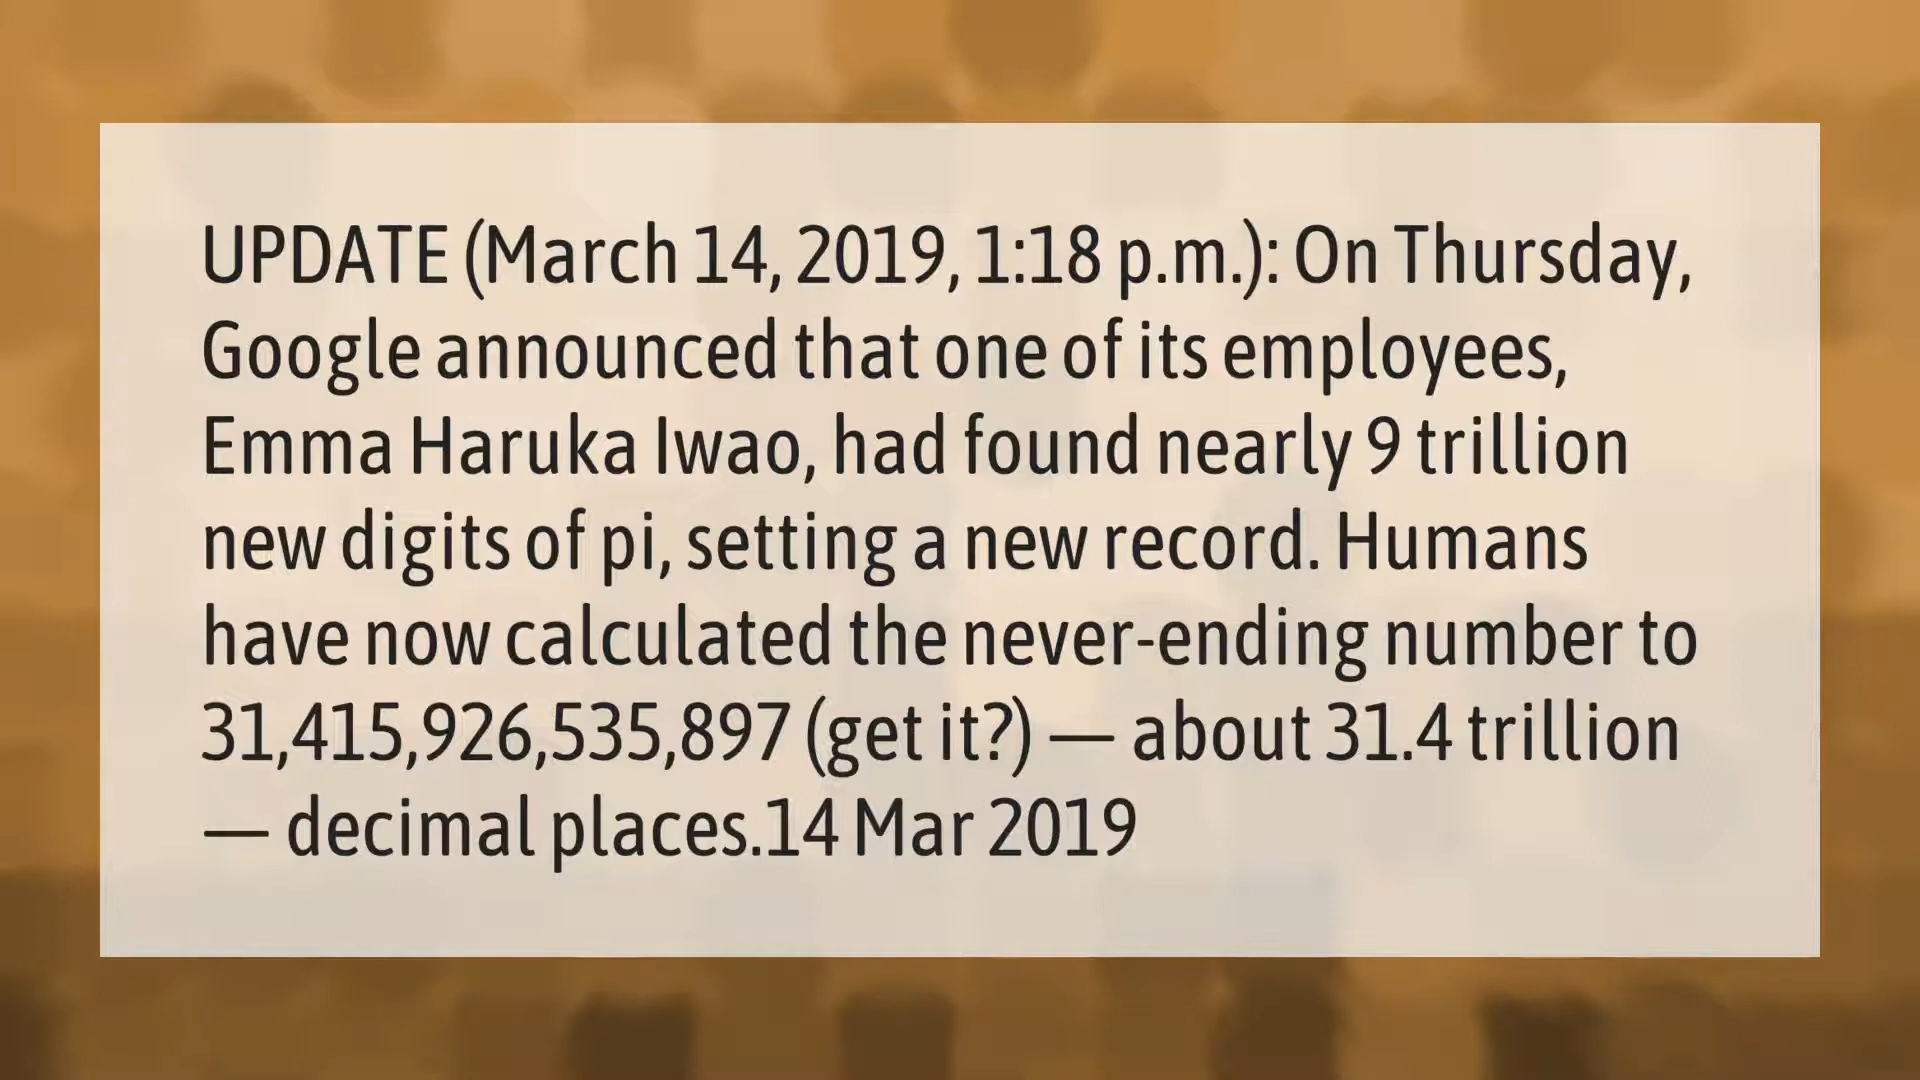 UPDATE (March 14, 2019, 1:18 p.m.): On Thursday,
Google announced that one of its employees,
Emma Haruka Iwao, had found nearly 9 trillion
new digits of pi, setting a new record. Humans
have now calculated the never-ending number to
31,415,926,535,897 (get it?) — about 31.4 trillion
— decimal places.14 Mar 2019